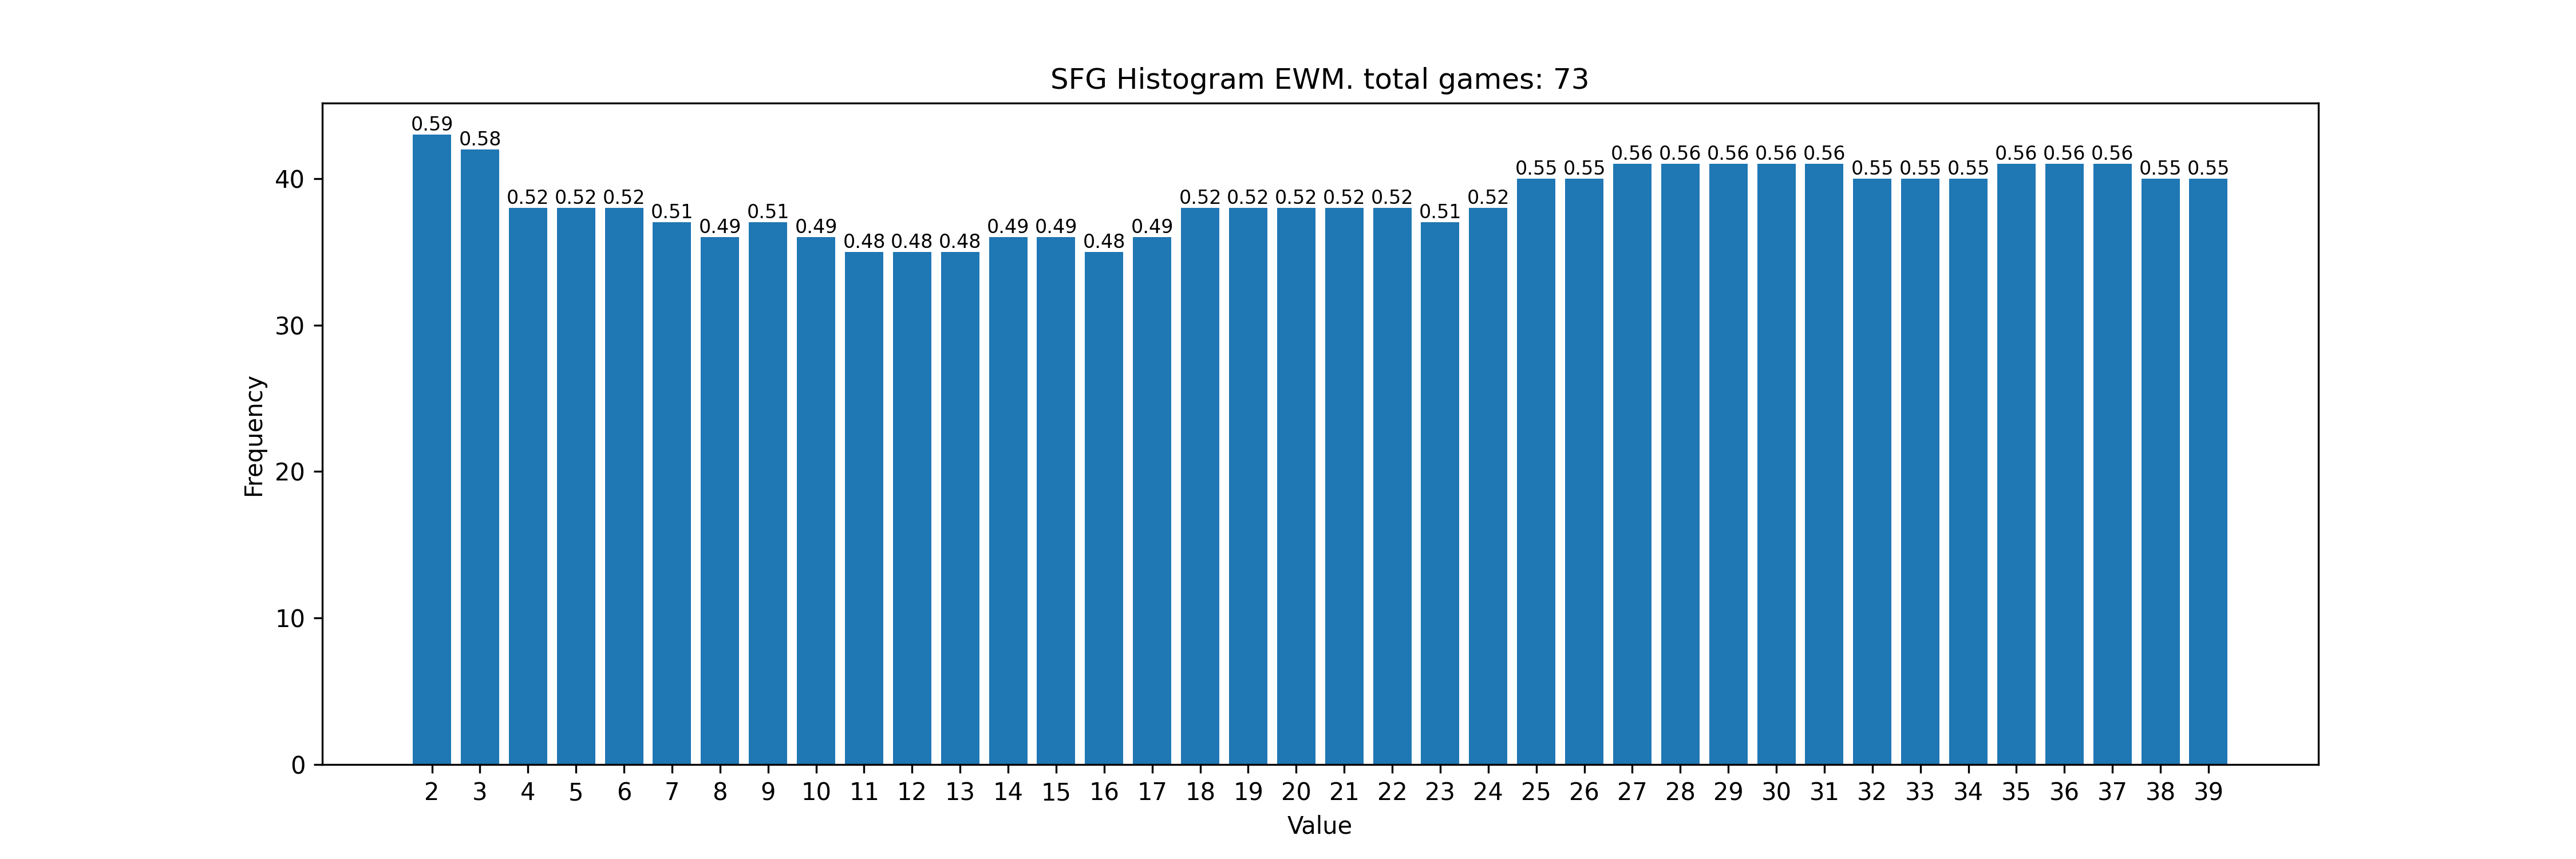 SFG Histogram EWM. total games: 73
0.59 0.58 0.52 0.52 0.52 0.51 0.49 0.51 0.49 0.48 0.48 0.48 0.49 0.49 0.48 0.49 0.52 0.52 0.52 0.52 0.52 0.51 0.52 0.55 0.55 0.56 0.56 0.56 0.56 0.56 0.55 0.55 0.55 0.56 0.56 0.56 0.55 0.55
Frequency
40
30
20
10
0
2 3 4 5 6 7 8 9 10 11 12 13 14 15 16 17 18 19 20 21 22 23 24 25 26 27 28 29 30 31 32 33 34 35 36 37 38 39
Value